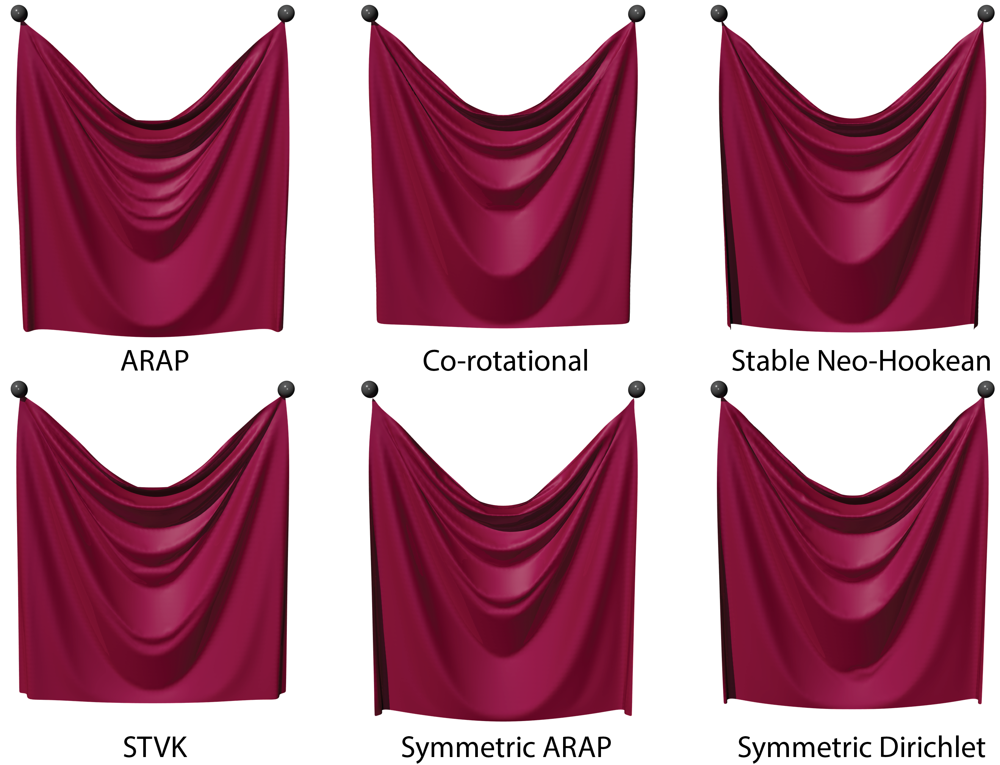 ARAP
Co-rotational
Stable Neo-Hookean
STVK
Symmetric ARAP
Symmetric Dirichlet